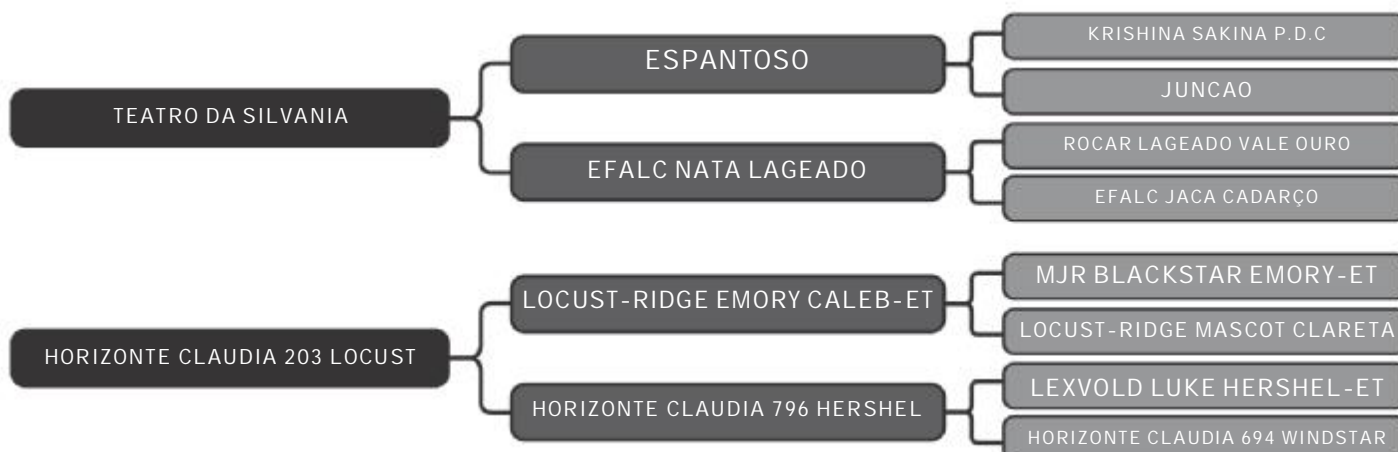 TEATRO DA SILVANIA
ESPANTOSO
KRISHINA SAKINA P.D.C
JUNCAO
EFALC NATA LAGEADO
ROCAR LAGEADO VALE OURO
EFALC JACA CADARÇO
HORIZONTE CLAUDIA 203 LOCUST
LOCUST-RIDGE EMORY CALEB-ET
MJR BLACKSTAR EMORY-ET
LOCUST-RIDGE MASCOT CLARETA
HORIZONTE CLAUDIA 796 HERSHEL
LEXVOLD LUKE HERSHEL-ET
HORIZONTE CLAUDIA 694 WINDSTAR